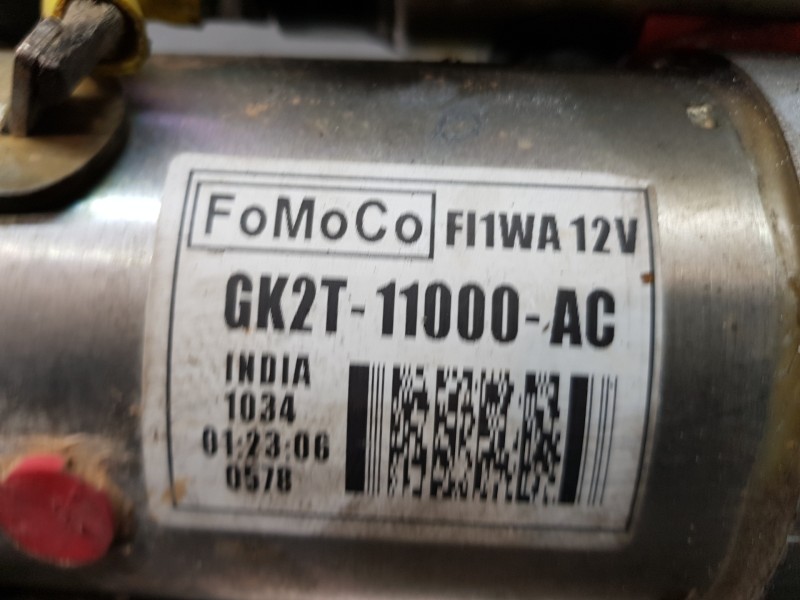 FoMoCo FI1WA 12V
GK2T-11000-AC
INDIA
1034
01:23:06
0578